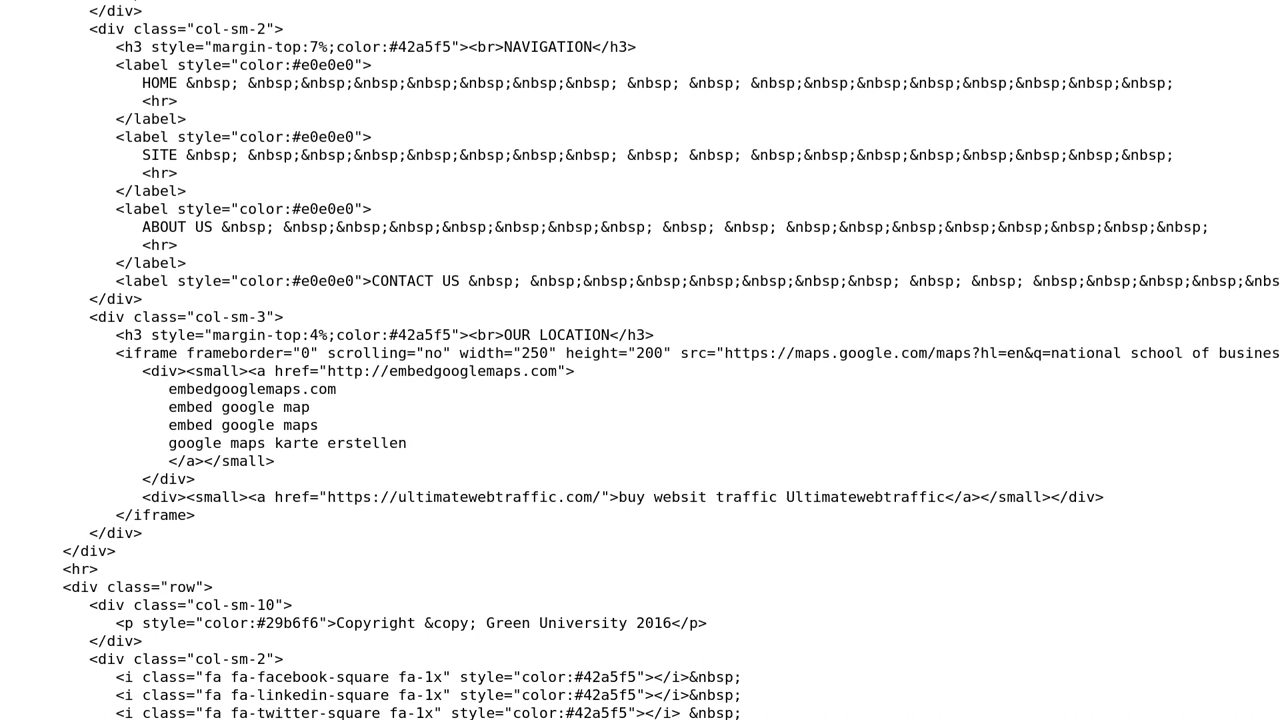 </div>
<div class="col-sm-2">
<h3 style="margin-top:7%;color:#42a5f5"><br>NAVIGATION</h3>
<label style="color:#e0e0e0">
HOME &nbsp; &nbsp;&nbsp;&nbsp;&nbsp;&nbsp;&nbsp;&nbsp; &nbsp; &nbsp; &nbsp;&nbsp;&nbsp;&nbsp;&nbsp;&nbsp;&nbsp;&nbsp;
<hr>
</label>
<label style="color:#e0e0e0">
SITE &nbsp; &nbsp;&nbsp;&nbsp;&nbsp;&nbsp;&nbsp;&nbsp; &nbsp; &nbsp; &nbsp;&nbsp;&nbsp;&nbsp;&nbsp;&nbsp;&nbsp;&nbsp;
<hr>
</label>
<label style="color:#e0e0e0">
ABOUT US &nbsp; &nbsp;&nbsp;&nbsp;&nbsp;&nbsp;&nbsp;&nbsp; &nbsp; &nbsp; &nbsp;&nbsp;&nbsp;&nbsp;&nbsp;&nbsp;&nbsp;&nbsp;
<hr>
</label>
<label style="color:#e0e0e0">CONTACT US &nbsp; &nbsp;&nbsp;&nbsp;&nbsp;&nbsp;&nbsp;&nbsp; &nbsp; &nbsp; &nbsp;&nbsp;&nbsp;&nbsp;&nbs
</div>
<div class="col-sm-3">
<h3 style="margin-top:4%;color:#42a5f5"><br>OUR LOCATION</h3>
<iframe frameborder="0" scrolling="no" width="250" height="200" src="https://maps.google.com/maps?hl=en&q=national school of busines
<div><small><a href="http://embedgooglemaps.com">
embedgooglemaps.com
embed google map
embed google maps
google maps karte erstellen
</a></small>
</div>
<div><small><a href="https://ultimatewebtraffic.com/">buy websit traffic Ultimatewebtraffic</a></small></div>
</iframe>
</div>
</div>
<hr>
<div class="row">
<div class="col-sm-10">
<p style="color:#29b6f6">Copyright &copy; Green University 2016</p>
</div>
<div class="col-sm-2">
<i class="fa fa-facebook-square fa-1x" style="color:#42a5f5"></i>&nbsp;
<i class="fa fa-linkedin-square fa-1x" style="color:#42a5f5"></i>&nbsp;
<i class="fa fa-twitter-square fa-1x" style="color:#42a5f5"></i> &nbsp;